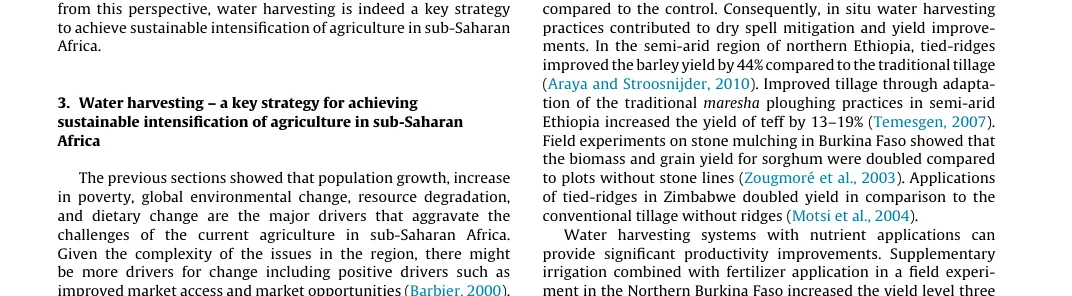 from this perspective, water harvesting is indeed a key strategy
to achieve sustainable intensification of agriculture in sub-Saharan
Africa.
3. Water harvesting – a key strategy for achieving
sustainable intensification of agriculture in sub-Saharan
Africa
The previous sections showed that population growth, increase
in poverty, global environmental change, resource degradation,
and dietary change are the major drivers that aggravate the
challenges of the current agriculture in sub-Saharan Africa.
Given the complexity of the issues in the region, there might
be more drivers for change including positive drivers such as
improved market access and market opportunities (Barbier, 2000).
compared to the control. Consequently, in situ water harvesting
practices contributed to dry spell mitigation and yield improve-
ments. In the semi-arid region of northern Ethiopia, tied-ridges
improved the barley yield by 44% compared to the traditional tillage
(Araya and Stroosnijder, 2010). Improved tillage through adapta-
tion of the traditional maresha ploughing practices in semi-arid
Ethiopia increased the yield of teff by 13–19% (Temesgen, 2007).
Field experiments on stone mulching in Burkina Faso showed that
the biomass and grain yield for sorghum were doubled compared
to plots without stone lines (Zougmoré et al., 2003). Applications
of tied-ridges in Zimbabwe doubled yield in comparison to the
conventional tillage without ridges (Motsi et al., 2004).
Water harvesting systems with nutrient applications can
provide significant productivity improvements. Supplementary
irrigation combined with fertilizer application in a field experi-
ment in the Northern Burkina Faso increased the yield level three